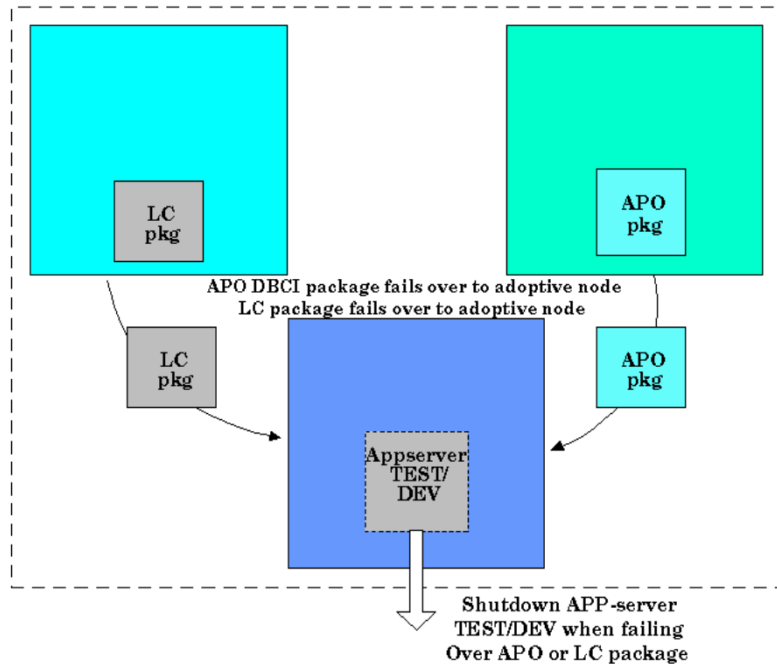 LC
pkg
APO
pkg
APO DBCI package fails over to adoptive node
LC package fails over to adoptive node
LC
pkg
APO
pkg
Appserver
TEST/
DEV
Shutdown APP-server
TEST/DEV when failing
Over APO or LC package